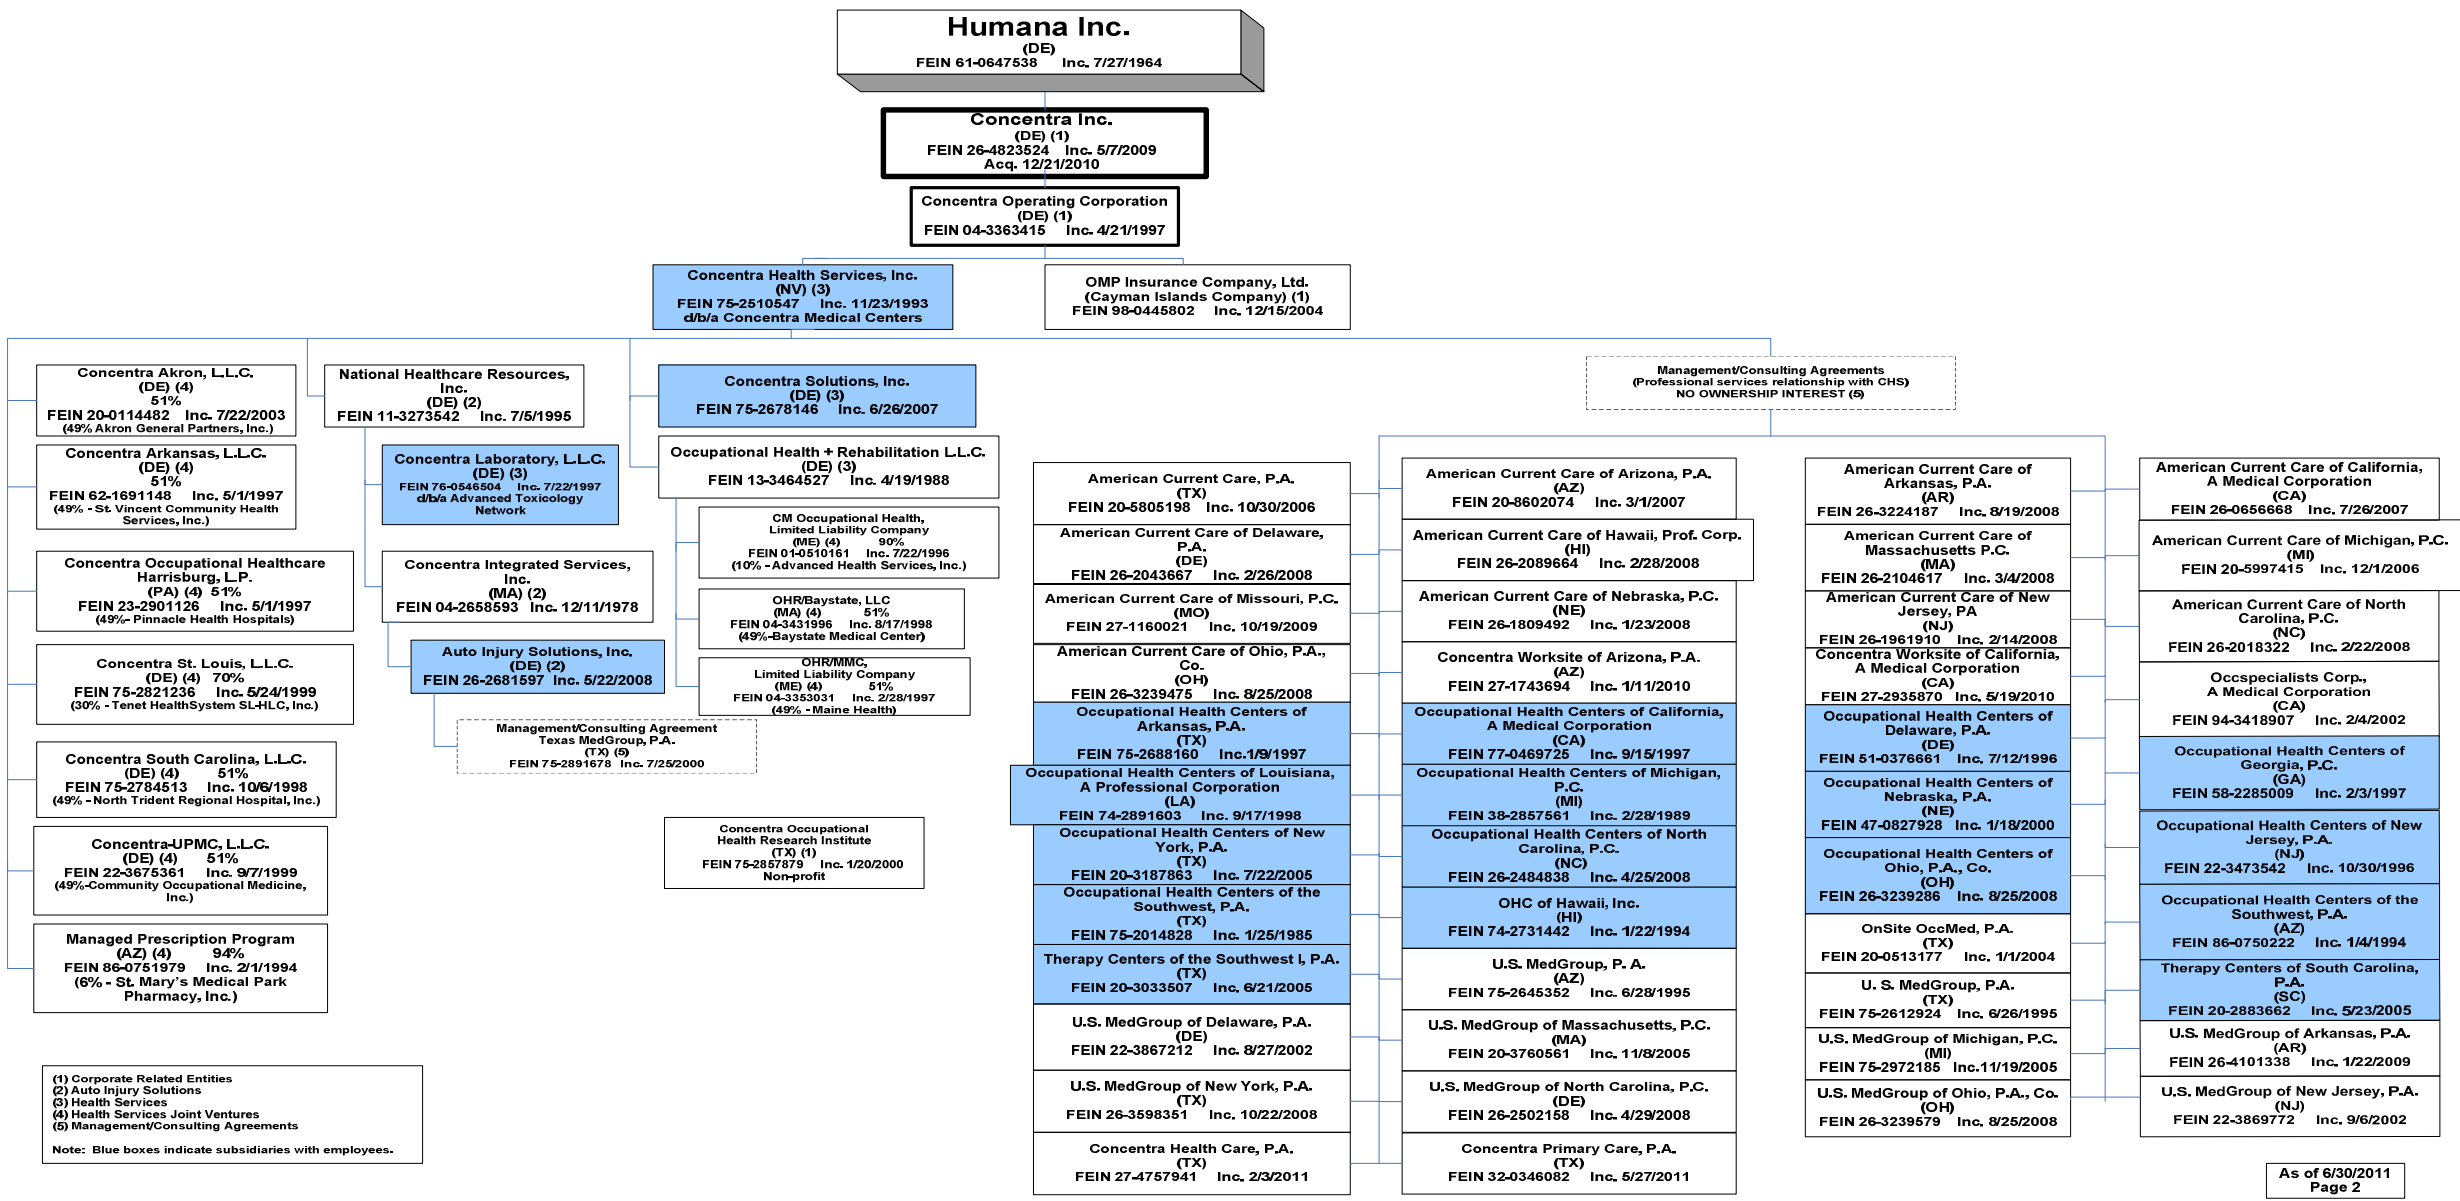 Humana Inc.
(DE)
FEIN 61-0647538 Inc. 7/27/1964
Concentra Inc.
(DE) (1)
FEIN 26-4823524 Inc. 5/7/2009
Acq. 12/21/2010
Concentra Operating Corporation
(DE) (1)
FEIN 04-3363415 Inc. 4/21/1997
Concentra Health Services, Inc.
(NV) (3)
FEIN 75-2510547 Inc. 11/23/1993
d/b/a Concentra Medical Centers
OMP Insurance Company, Ltd.
(Cayman Islands Company) (1)
FEIN 98-0445802 Inc. 12/15/2004
Concentra Akron, L.L.C.
(DE) (4)
51%
FEIN 20-0114482 Inc. 7/22/2003
(49% Akron General Partners, Inc.)
Concentra Arkansas, L.L.C.
(DE) (4)
51%
FEIN 62-1691148 Inc. 5/1/1997
(49% - St. Vincent Community Health
Services, Inc.)
Concentra Occupational Healthcare
Harrisburg, L.P.
(PA) (4) 51%
FEIN 23-2901126 Inc. 5/1/1997
(49%- Pinnacle Health Hospitals)
Concentra St. Louis, L.L.C.
(DE) (4) 70%
FEIN 75-2821236 Inc. 5/24/1999
(30% - Tenet HealthSystem SL-HLC, Inc.)
Concentra South Carolina, L.L.C.
(DE) (4) 51%
FEIN 75-2784513 Inc. 10/6/1998
(49% - North Trident Regional Hospital, Inc.)
Concentra-UPMC, L.L.C.
(DE) (4) 51%
FEIN 22-3675361 Inc. 9/7/1999
(49%-Community Occupational Medicine,
Inc.)
Managed Prescription Program
(AZ) (4) 94%
FEIN 86-0751979 Inc. 2/1/1994
(6% - St. Mary's Medical Park
Pharmacy, Inc.)
National Healthcare Resources,
Inc.
(DE) (2)
FEIN 11-3273542 Inc. 7/5/1995
Concentra Laboratory, L.L.C.
(DE) (3)
FEIN 76-0546504 Inc. 7/22/1997
d/b/a Advanced Toxicology
Network
Concentra Integrated Services,
Inc.
(MA) (2)
FEIN 04-2658593 Inc. 12/11/1978
Auto Injury Solutions, Inc.
(DE) (2)
FEIN 26-2681597 Inc. 5/22/2008
Management/Consulting Agreement
Texas MedGroup, P.A.
(TX) (5)
FEIN 75-2891678 Inc. 7/25/2000
Concentra Solutions, Inc.
(DE) (3)
FEIN 75-2678146 Inc. 6/26/2007
Occupational Health + Rehabilitation L.L.C.
(DE) (3)
FEIN 13-3464527 Inc. 4/19/1988
CM Occupational Health,
Limited Liability Company
(ME) (4) 90%
FEIN 01-0510161 Inc. 7/22/1996
(10% - Advanced Health Services, Inc.)
OHR/Baystate, LLC
(MA) (4) 51%
FEIN 04-3431996 Inc. 8/17/1998
(49%-Baystate Medical Center)
OHR/MMC,
Limited Liability Company
(ME) (4) 51%
FEIN 04-3353031 Inc. 2/28/1997
(49% - Maine Health)
Concentra Occupational
Health Research Institute
(TX) (1)
FEIN 75-2857879 Inc. 1/20/2000
Non-profit
Management/Consulting Agreements
(Professional services relationship with CHS)
NO OWNERSHIP INTEREST (5)
American Current Care, P.A.
(TX)
FEIN 20-5805198 Inc. 10/30/2006
American Current Care of Delaware,
P.A.
(DE)
FEIN 26-2043667 Inc. 2/26/2008
American Current Care of Missouri, P.C.
(MO)
FEIN 27-1160021 Inc. 10/19/2009
American Current Care of Ohio, P.A.,
Co.
(OH)
FEIN 26-3239475 Inc. 8/25/2008
Occupational Health Centers of
Arkansas, P.A.
(TX)
FEIN 75-2688160 Inc.1/9/1997
Occupational Health Centers of Louisiana,
A Professional Corporation
(LA)
FEIN 74-2891603 Inc. 9/17/1998
Occupational Health Centers of New
York, P.A.
(TX)
FEIN 20-3187863 Inc. 7/22/2005
Occupational Health Centers of the
Southwest, P.A.
(TX)
FEIN 75-2014828 Inc. 1/25/1985
Therapy Centers of the Southwest I, P.A.
(TX)
FEIN 20-3033507 Inc. 6/21/2005
U.S. MedGroup of Delaware, P.A.
(DE)
FEIN 22-3867212 Inc. 8/27/2002
U.S. MedGroup of New York, P.A.
(TX)
FEIN 26-3598351 Inc. 10/22/2008
Concentra Health Care, P.A.
(TX)
FEIN 27-4757941 Inc. 2/3/2011
American Current Care of Arizona, P.A.
(AZ)
FEIN 20-8602074 Inc. 3/1/2007
American Current Care of Hawaii, Prof. Corp.
(HI)
FEIN 26-2089664 Inc. 2/28/2008
American Current Care of Nebraska, P.C.
(NE)
FEIN 26-1809492 Inc. 1/23/2008
Concentra Worksite of Arizona, P.A.
(AZ)
FEIN 27-1743694 Inc. 1/11/2010
Occupational Health Centers of California,
A Medical Corporation
(CA)
FEIN 77-0469725 Inc. 9/15/1997
Occupational Health Centers of Michigan,
P.C.
(MI)
FEIN 38-2857561 Inc. 2/28/1989
Occupational Health Centers of North
Carolina, P.C.
(NC)
FEIN 26-2484838 Inc. 4/25/2008
OHC of Hawaii, Inc.
(HI)
FEIN 74-2731442 Inc. 1/22/1994
U.S. MedGroup, P. A.
(AZ)
FEIN 75-2645352 Inc. 6/28/1995
U.S. MedGroup of Massachusetts, P.C.
(MA)
FEIN 20-3760561 Inc. 11/8/2005
U.S. MedGroup of North Carolina, P.C.
(DE)
FEIN 26-2502158 Inc. 4/29/2008
Concentra Primary Care, P.A.
(TX)
FEIN 32-0346082 Inc. 5/27/2011
American Current Care of
Arkansas, P.A.
(AR)
FEIN 26-3224187 Inc. 8/19/2008
American Current Care of
Massachusetts P.C.
(MA)
FEIN 26-2104617 Inc. 3/4/2008
American Current Care of New
Jersey, PA
(NJ)
FEIN 26-1961910 Inc. 2/14/2008
Concentra Worksite of California,
A Medical Corporation
(CA)
FEIN 27-2935870 Inc. 5/19/2010
Occupational Health Centers of
Delaware, P.A.
(DE)
FEIN 51-0376661 Inc. 7/12/1996
Occupational Health Centers of
Nebraska, P.A.
(NE)
FEIN 47-0827928 Inc. 1/18/2000
Occupational Health Centers of
Ohio, P.A., Co.
(OH)
FEIN 26-3239286 Inc. 8/25/2008
OnSite OccMed, P.A.
(TX)
FEIN 20-0513177 Inc. 1/1/2004
U. S. MedGroup, P.A.
(TX)
FEIN 75-2612924 Inc. 6/26/1995
U.S. MedGroup of Michigan, P.C.
(MI)
FEIN 75-2972185 Inc.11/19/2005
U.S. MedGroup of Ohio, P.A., Co.
(OH)
FEIN 26-3239579 Inc. 8/25/2008
American Current Care of California,
A Medical Corporation
(CA)
FEIN 26-0656668 Inc. 7/26/2007
American Current Care of Michigan, P.C.
(MI)
FEIN 20-5997415 Inc. 12/1/2006
American Current Care of North
Carolina, P.C.
(NC)
FEIN 26-2018322 Inc. 2/22/2008
Occspecialists Corp.,
A Medical Corporation
(CA)
FEIN 94-3418907 Inc. 2/4/2002
Occupational Health Centers of
Georgia, P.C.
(GA)
FEIN 58-2285009 Inc. 2/3/1997
Occupational Health Centers of New
Jersey, P.A.
(NJ)
FEIN 22-3473542 Inc. 10/30/1996
Occupational Health Centers of the
Southwest, P.A.
(AZ)
FEIN 86-0750222 Inc. 1/4/1994
Therapy Centers of South Carolina,
P.A.
(SC)
FEIN 20-2883662 Inc. 5/23/2005
U.S. MedGroup of Arkansas, P.A.
(AR)
FEIN 26-4101338 Inc. 1/22/2009
U.S. MedGroup of New Jersey, P.A.
(NJ)
FEIN 22-3869772 Inc. 9/6/2002
(1) Corporate Related Entities
(2) Auto Injury Solutions
(3) Health Services
(4) Health Services Joint Ventures
(5) Management/Consulting Agreements
Note: Blue boxes indicate subsidiaries with employees.
As of 6/30/2011
Page 2